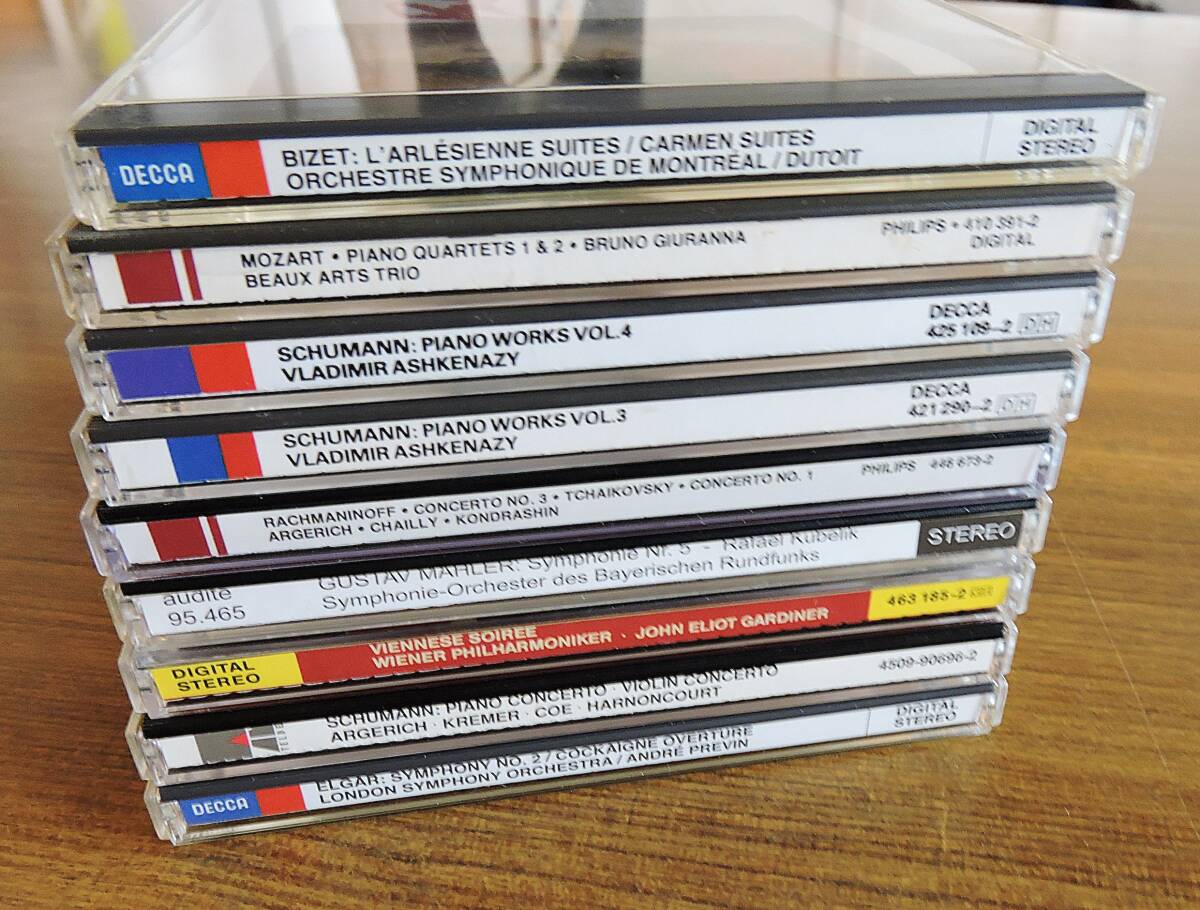 DECCA
BIZET: L'ARLÉSIENNE SUITES / CARMEN SUITES
ORCHESTRE SYMPHONIQUE DE MONTRÉAL / DUTOIT
DIGITAL
STEREO
MOZART • PIANO QUARTETS 1 & 2 • BRUNO GIURANNA
BEAUX ARTS TRIO
PHILIPS • 410 391-2
DIGITAL
SCHUMANN: PIANO WORKS VOL.4
VLADIMIR ASHKENAZY
DECCA
425 109-2 DH
SCHUMANN: PIANO WORKS VOL.3
VLADIMIR ASHKENAZY
DECCA
421 290-2 DH
RACHMANINOFF • CONCERTO NO. 3 • TCHAIKOVSKY • CONCERTO NO. 1
ARGERICH • CHAILLY • KONDRASHIN
PHILIPS 446 673-2
audite
95.465
GUSTAV MAHLER: Symphonie Nr. 5 - Rafael Kubelik
Symphonie-Orchester des Bayerischen Rundfunks
STEREO
DIGITAL
STEREO
VIENNESE SOIREE
WIENER PHILHARMONIKER · JOHN ELIOT GARDINER
463 185-2
SCHUMANN: PIANO CONCERTO · VIOLIN CONCERTO
ARGERICH · KREMER · COE · HARNONCOURT
4509-90696-2
DECCA
ELGAR: SYMPHONY NO. 2 / COCKAIGNE OVERTURE
LONDON SYMPHONY ORCHESTRA / ANDRÉ PREVIN
DIGITAL
STEREO